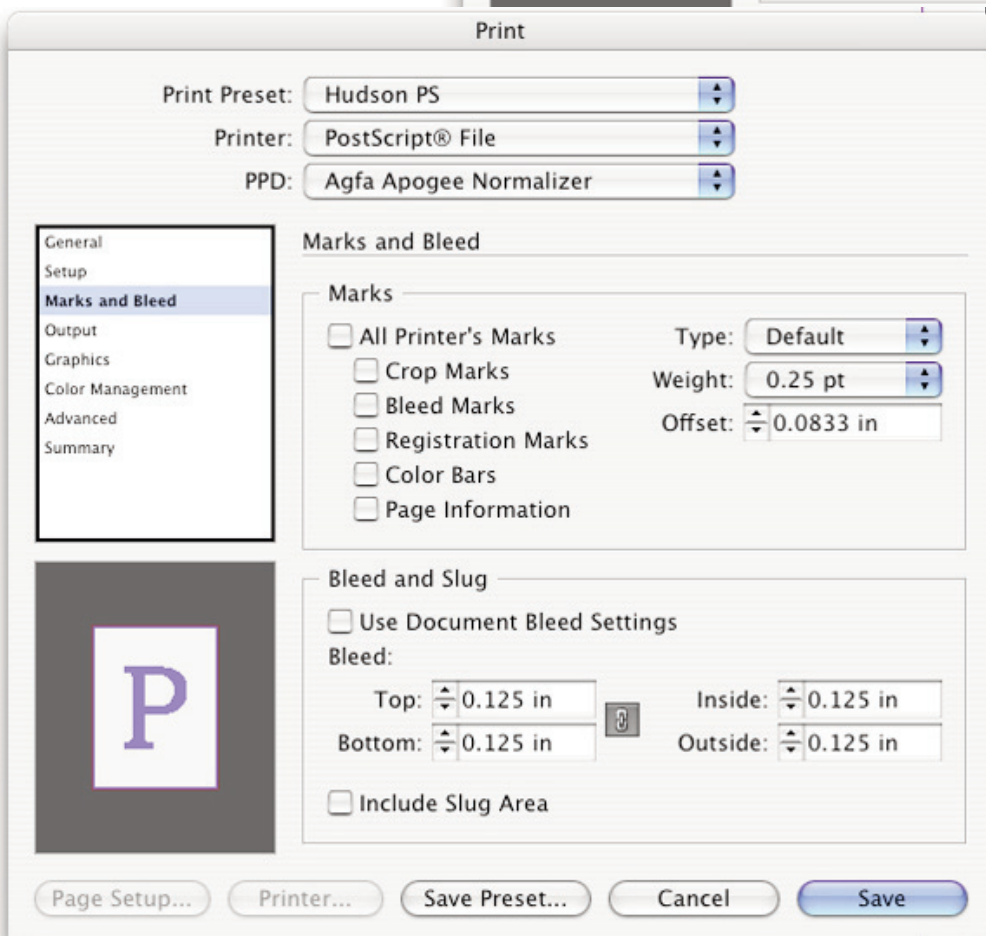 Print
Print Preset: Hudson PS
Printer: PostScript® File
PPD: Agfa Apogee Normalizer
General
Setup
Marks and Bleed
Output
Graphics
Color Management
Advanced
Summary
Marks and Bleed
Marks
All Printer's Marks
Crop Marks
Bleed Marks
Registration Marks
Color Bars
Page Information
Type: Default
Weight: 0.25 pt
Offset: 0.0833 in
P
Bleed and Slug
Use Document Bleed Settings
Bleed:
Top: 0.125 in Inside: 0.125 in
Bottom: 0.125 in Outside: 0.125 in
Include Slug Area
Page Setup... Printer... Save Preset... Cancel Save